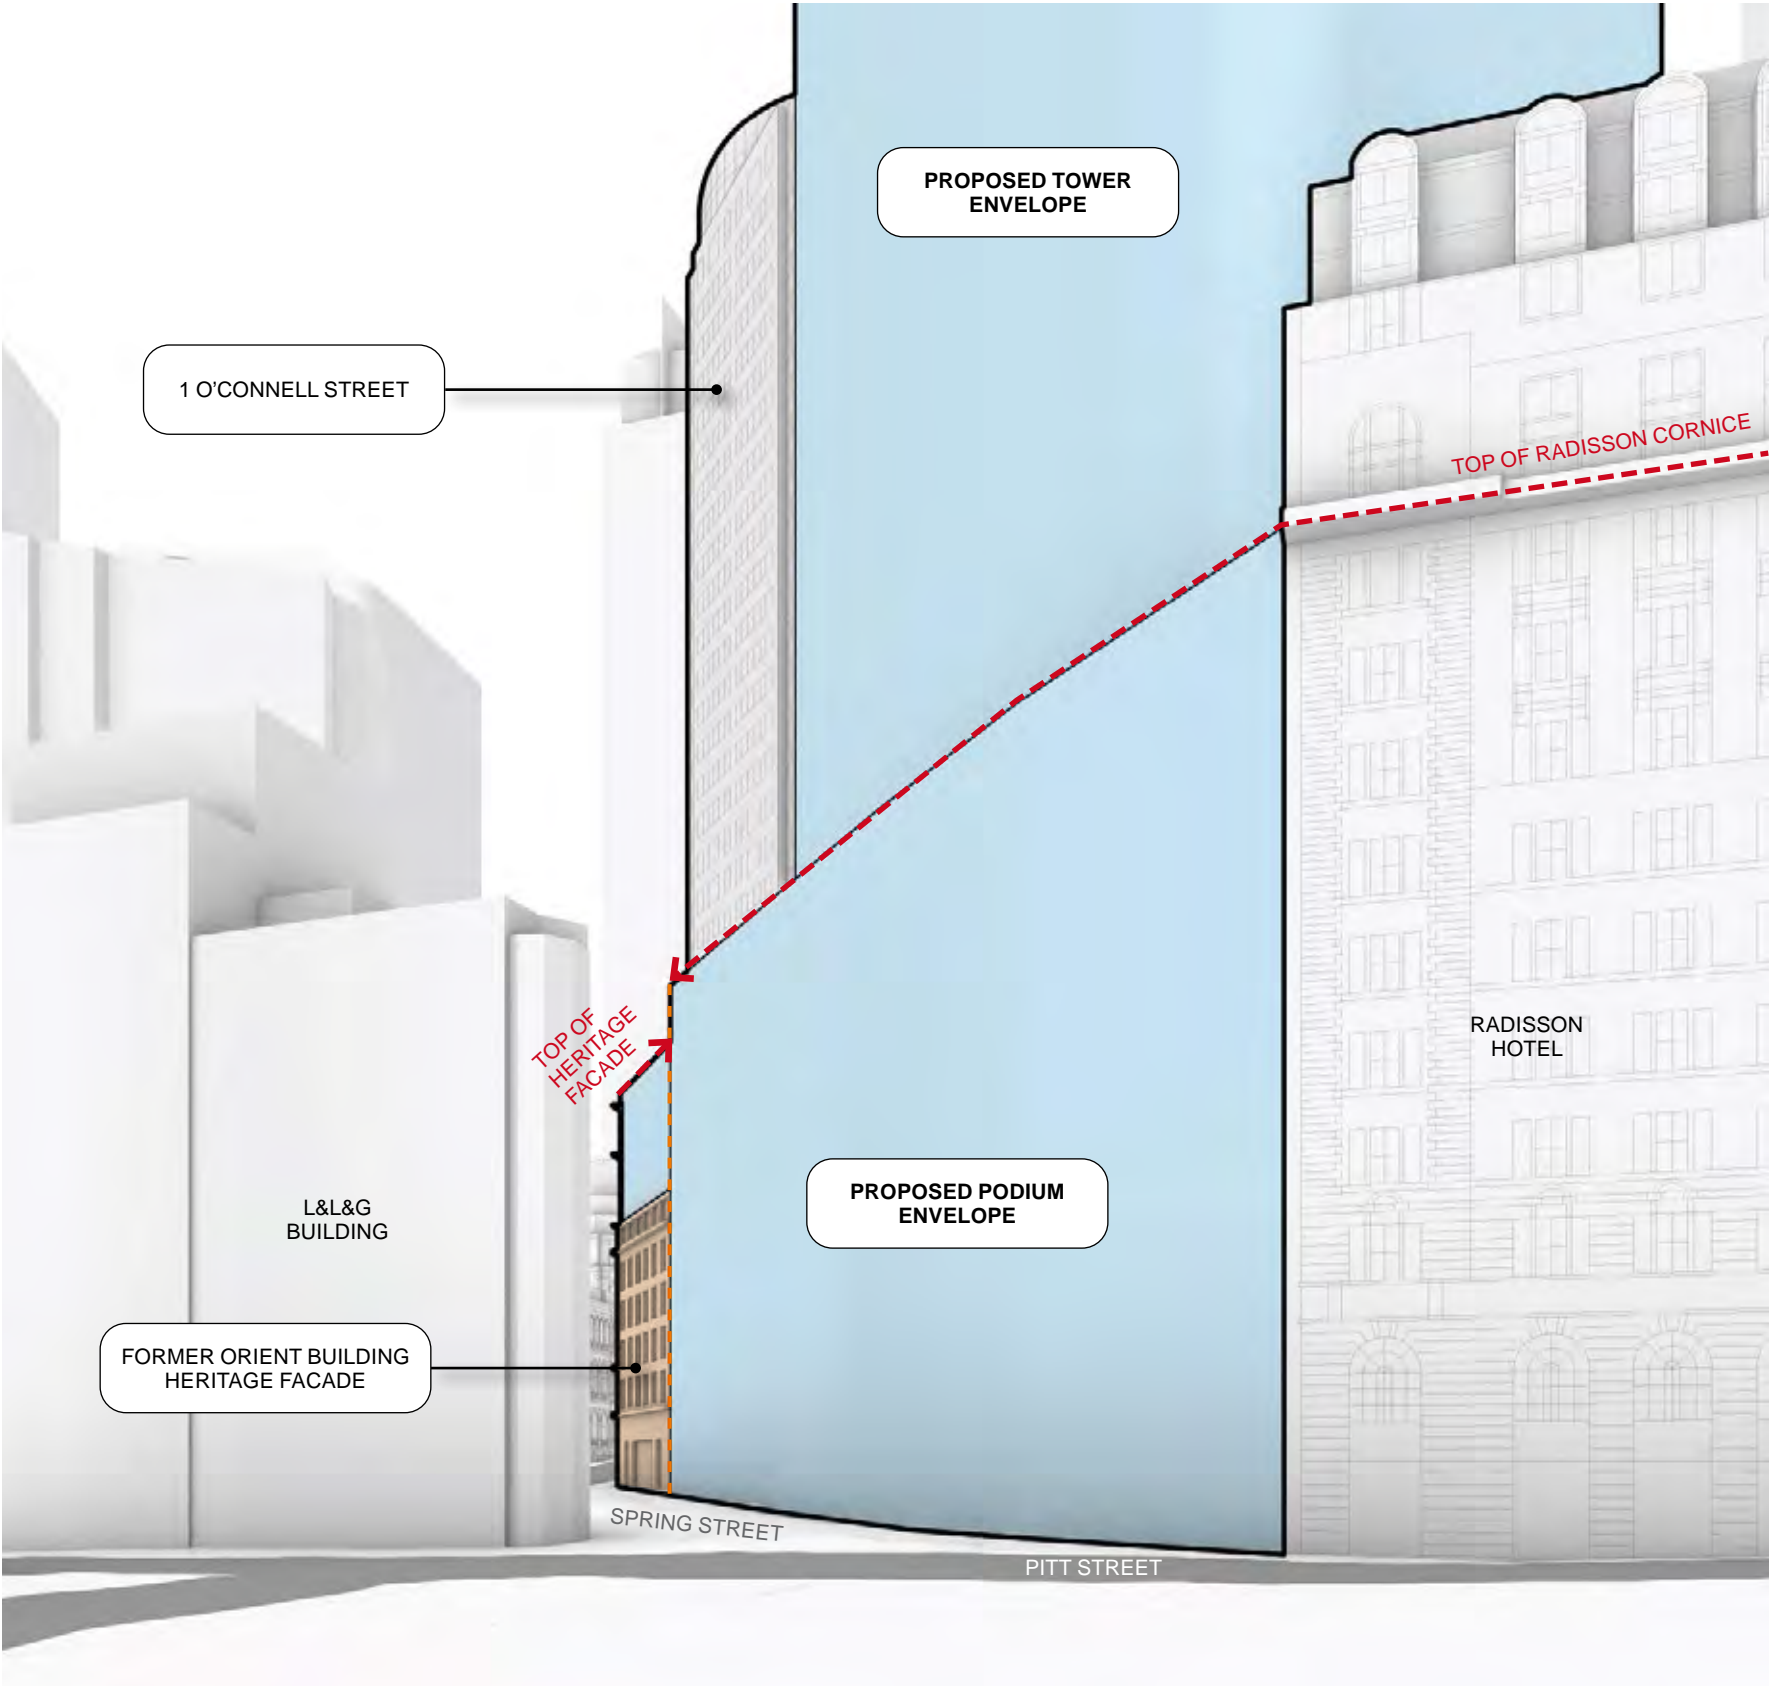 PROPOSED TOWER
ENVELOPE
1 O'CONNELL STREET
TOP OF RADISSON CORNICE
TOP OF
HERITAGE
FACADE
RADISSON
HOTEL
PROPOSED PODIUM
ENVELOPE
L&L&G
BUILDING
FORMER ORIENT BUILDING
HERITAGE FACADE
SPRING STREET
PITT STREET